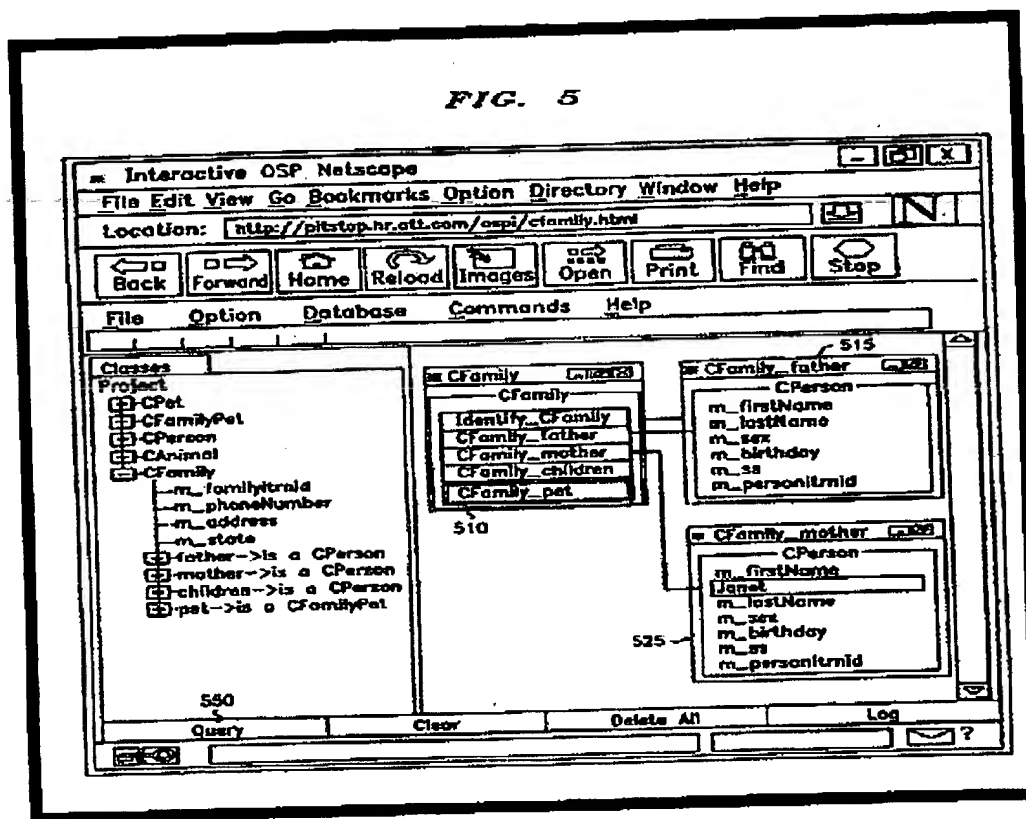 FIG. 5
Interactive OSP Netscape
File Edit View Go Bookmarks Option Directory Window Help
Location: http://pitstop.hr.att.com/ospi/cfamily.html
N
Back Forward Home Reload Images Open Print Find Stop
File Option Database Commands Help
Classes
Project
CPet
CFamilyPet
CPerson
CAnimal
CFamily
m_familyitrnid
m_phoneNumber
m_address
m_state
father->is a CPerson
mother->is a CPerson
children->is a CPerson
pet->is a CFamilyPet
CFamily
CFamily
Identify_CFamily
CFamily_father
CFamily_mother
CFamily_children
CFamily_pet
510
515
CFamily_father
CPerson
m_firstName
m_lastName
m_sex
m_birthday
m_ss
m_personitrnid
CFamily_mother
CPerson
m_firstName
Janet
m_lastName
m_sex
m_birthday
m_ss
m_personitrnid
525
550
Query Clear Delete All Log
?